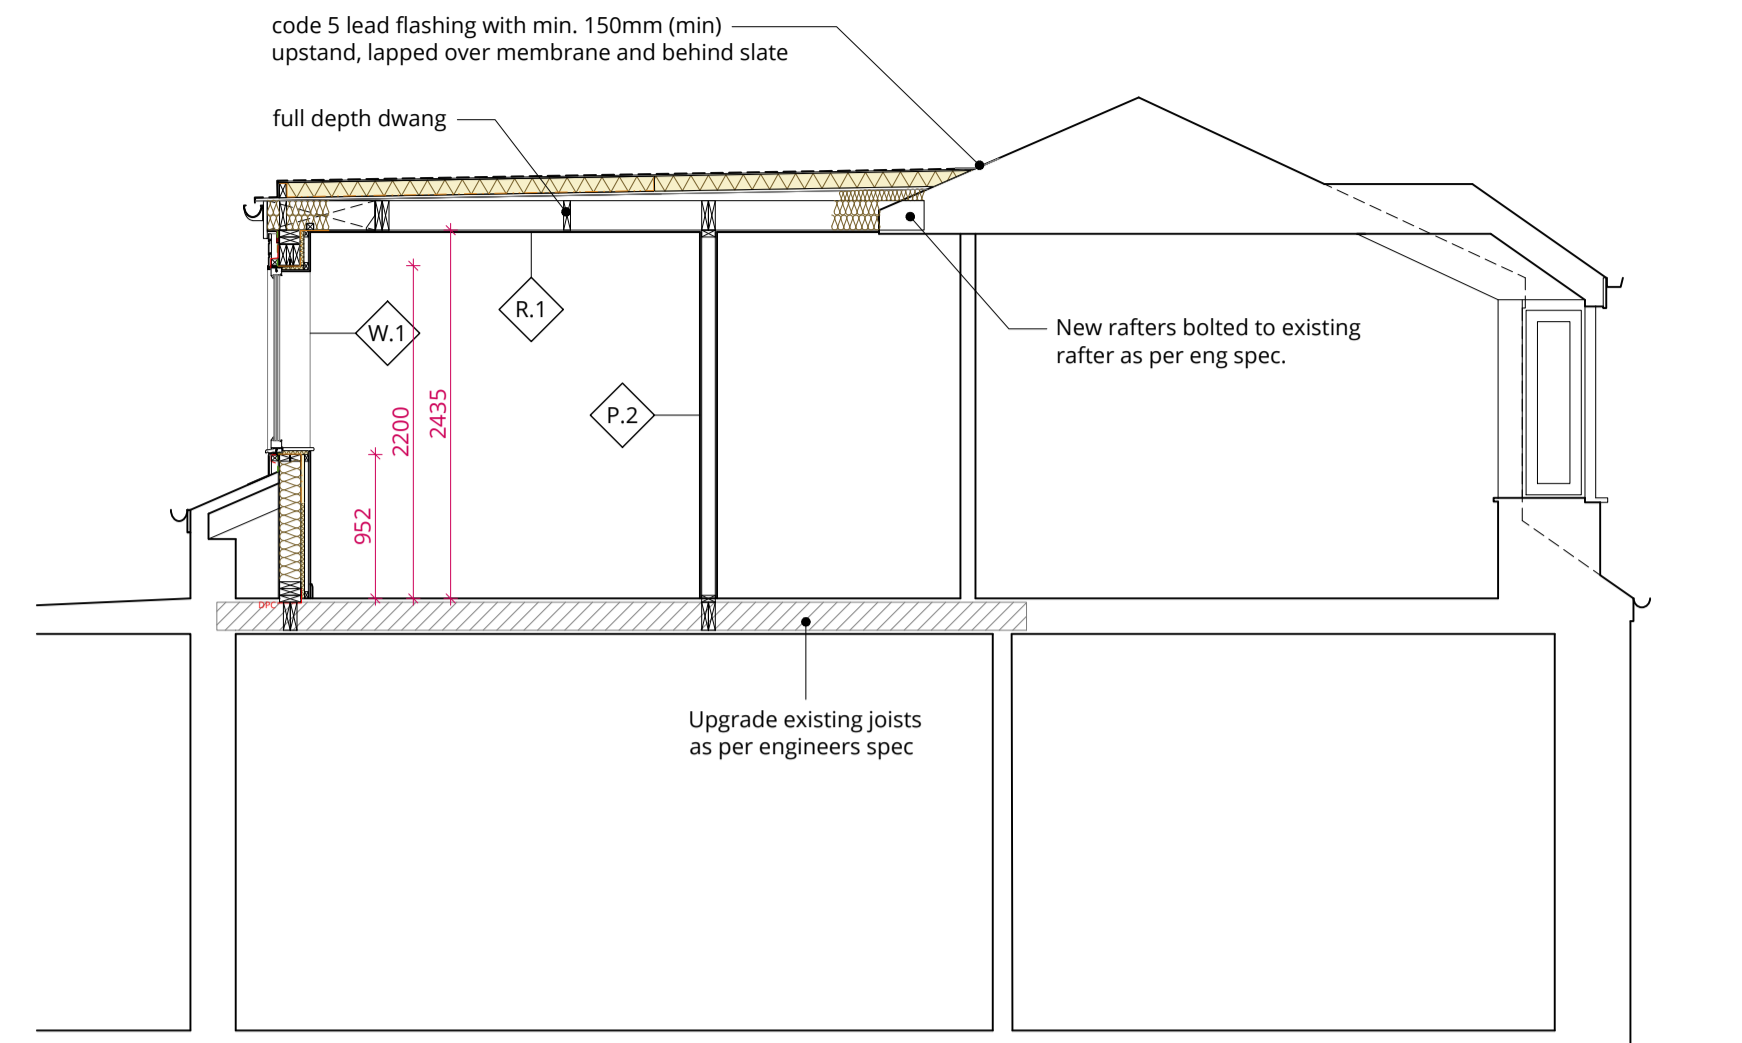 code 5 lead flashing with min. 150mm (min)
upstand, lapped over membrane and behind slate
full depth dwang
R.1
W.1
New rafters bolted to existing
rafter as per eng spec.
P.2
2200
2435
952
DPC
Upgrade existing joists
as per engineers spec